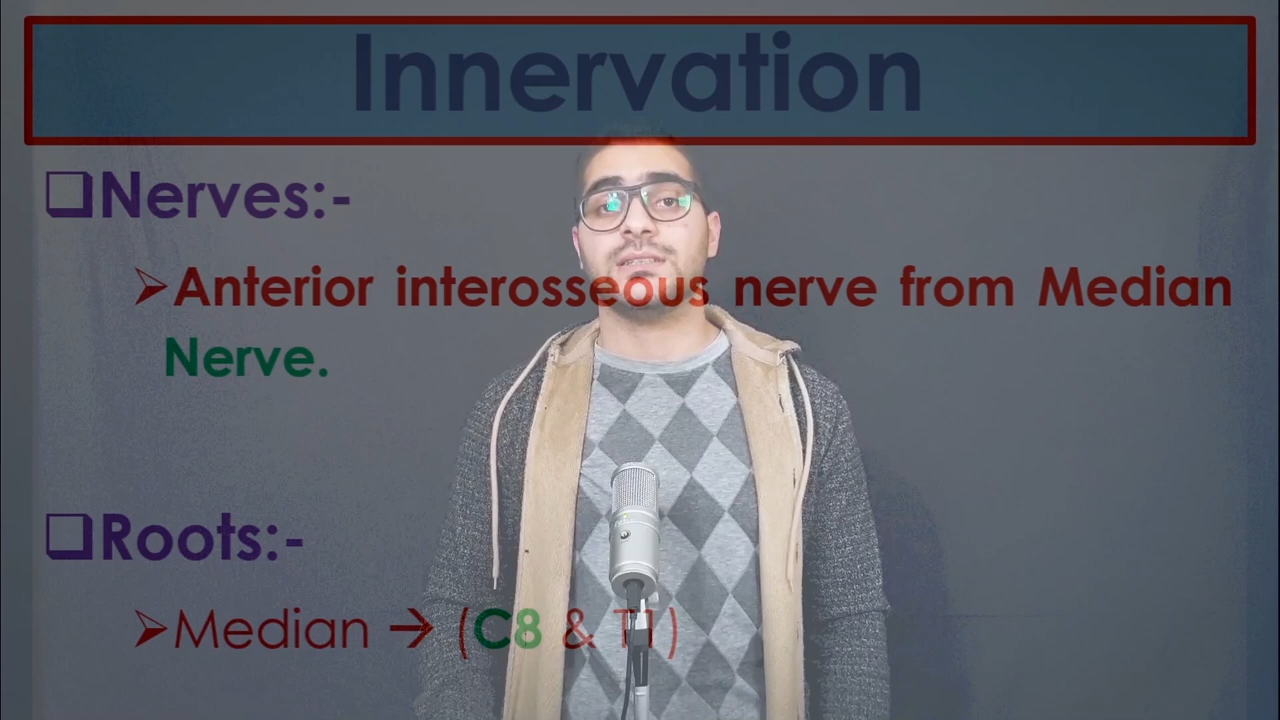 Innervation
❑Nerves:-
➢Anterior interosseous nerve from Median
Nerve.
❑Roots:-
➢Median → (C8 & T1)